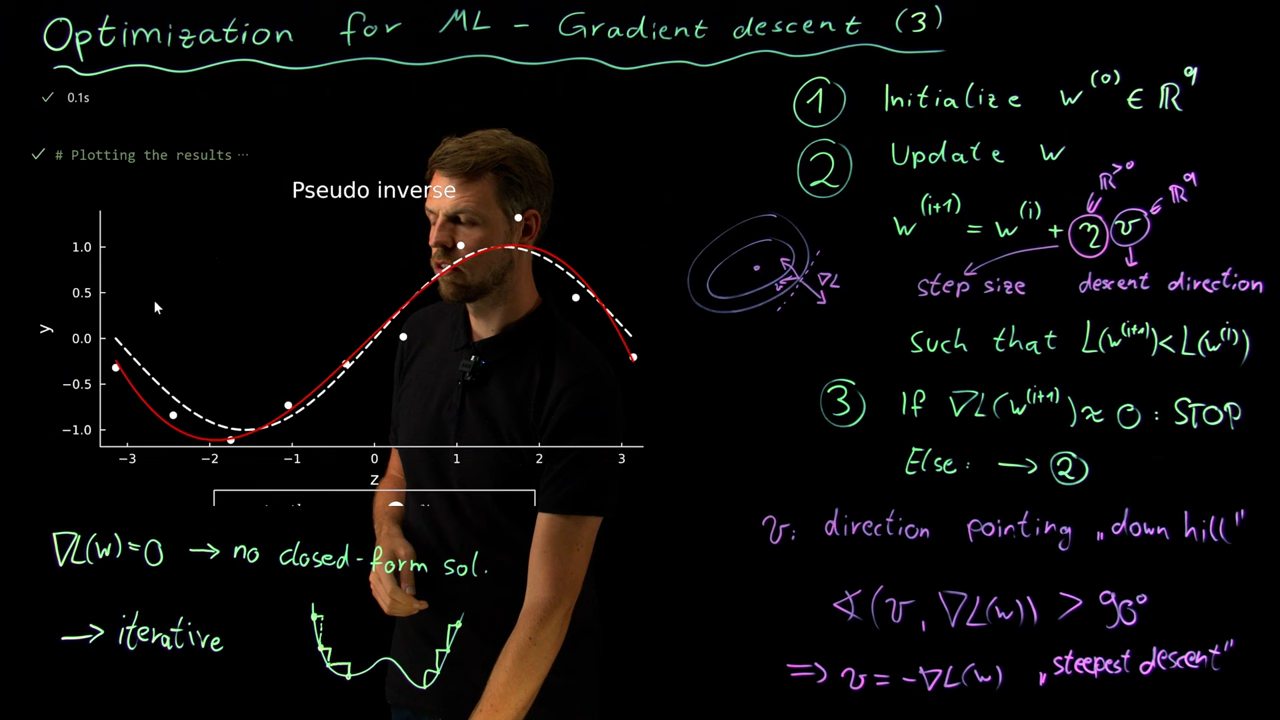 Optimization for ML - Gradient descent (3)
0.1s
# Plotting the results ...
Pseudo inverse
1.0
0.5
0.0
−0.5
−1.0
y
−3 −2 −1 0 1 2 3
z
∇L(w)=0 → no closed-form sol.
→ iterative
① Initialize w^(0) ∈ ℝ^q
② Update w
ℝ^>0 ℝ^q
w^(i+1) = w^(i) + η v
step size descent direction
∇L
such that L(w^(i+1)) < L(w^(i))
③ If ∇L(w^(i+1)) ≈ 0 : STOP
Else: → ②
v: direction pointing „down hill"
∢(v, ∇L(w)) > 90°
⇒ v = -∇L(w) „steepest descent"